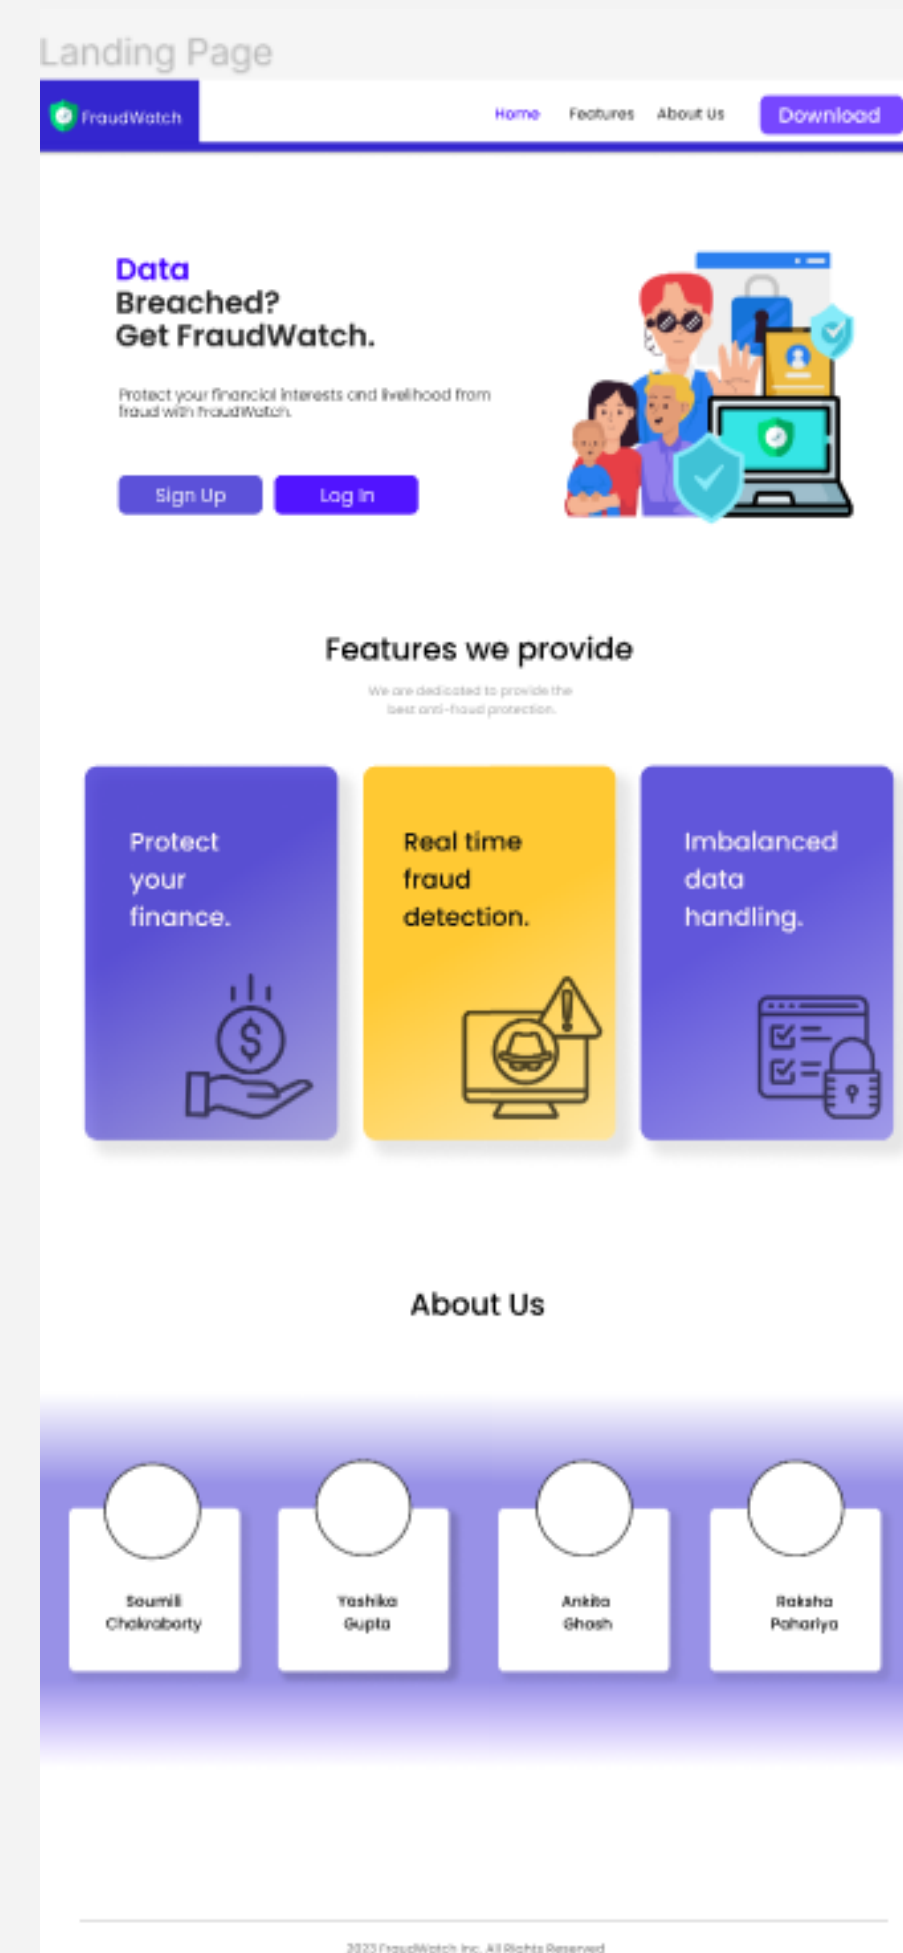 Landing Page
FraudWatch
Home
Features
About Us
Download
Data
Breached?
Get FraudWatch.
Protect your financial interests and livelihood from
fraud with FraudWatch.
Sign Up
Log In
Features we provide
We are dedicated to provide the
best anti-fraud protection.
Protect
your
finance.
Real time
fraud
detection.
Imbalanced
data
handling.
$
About Us
Soumili
Chakraborty
Yashika
Gupta
Ankita
Ghosh
Raksha
Pahariya
2023 FraudWatch Inc. All Rights Reserved